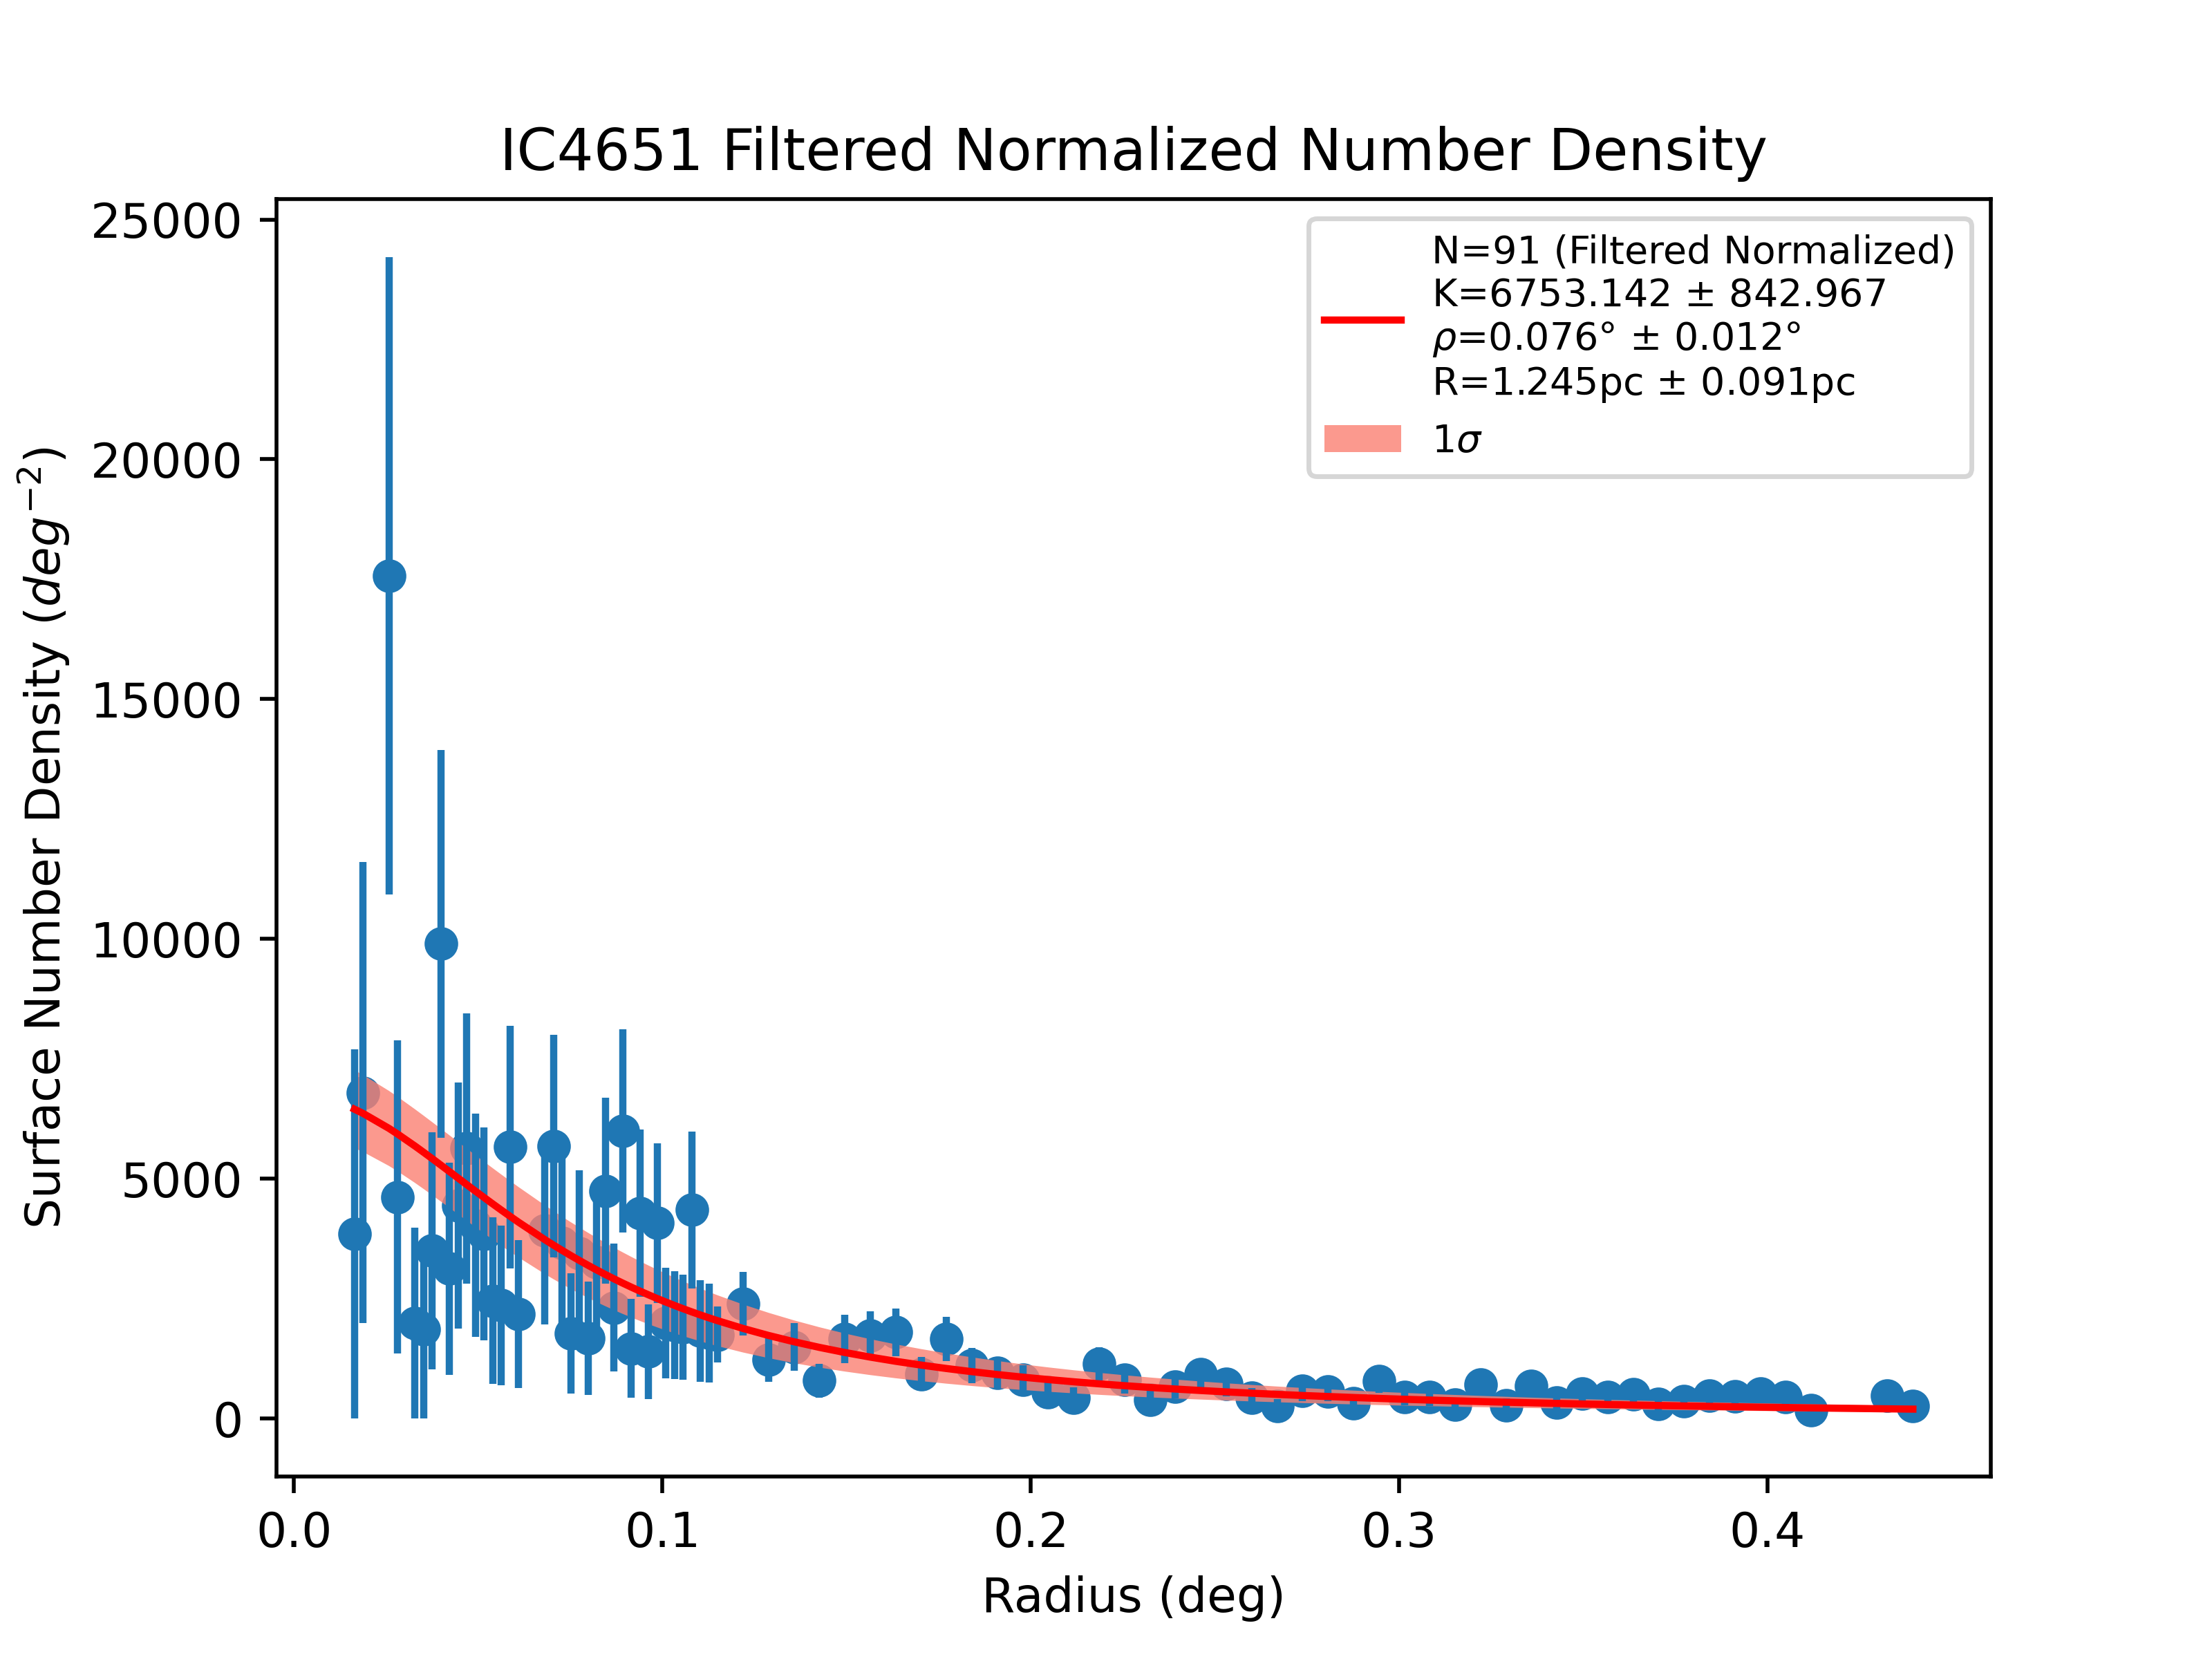 IC4651 Filtered Normalized Number Density
N=91 (Filtered Normalized)
K=6753.142 ± 842.967
ρ=0.076° ± 0.012°
R=1.245pc ± 0.091pc
1σ
Surface Number Density (deg⁻²)
25000
20000
15000
10000
5000
0
0.0 0.1 0.2 0.3 0.4
Radius (deg)